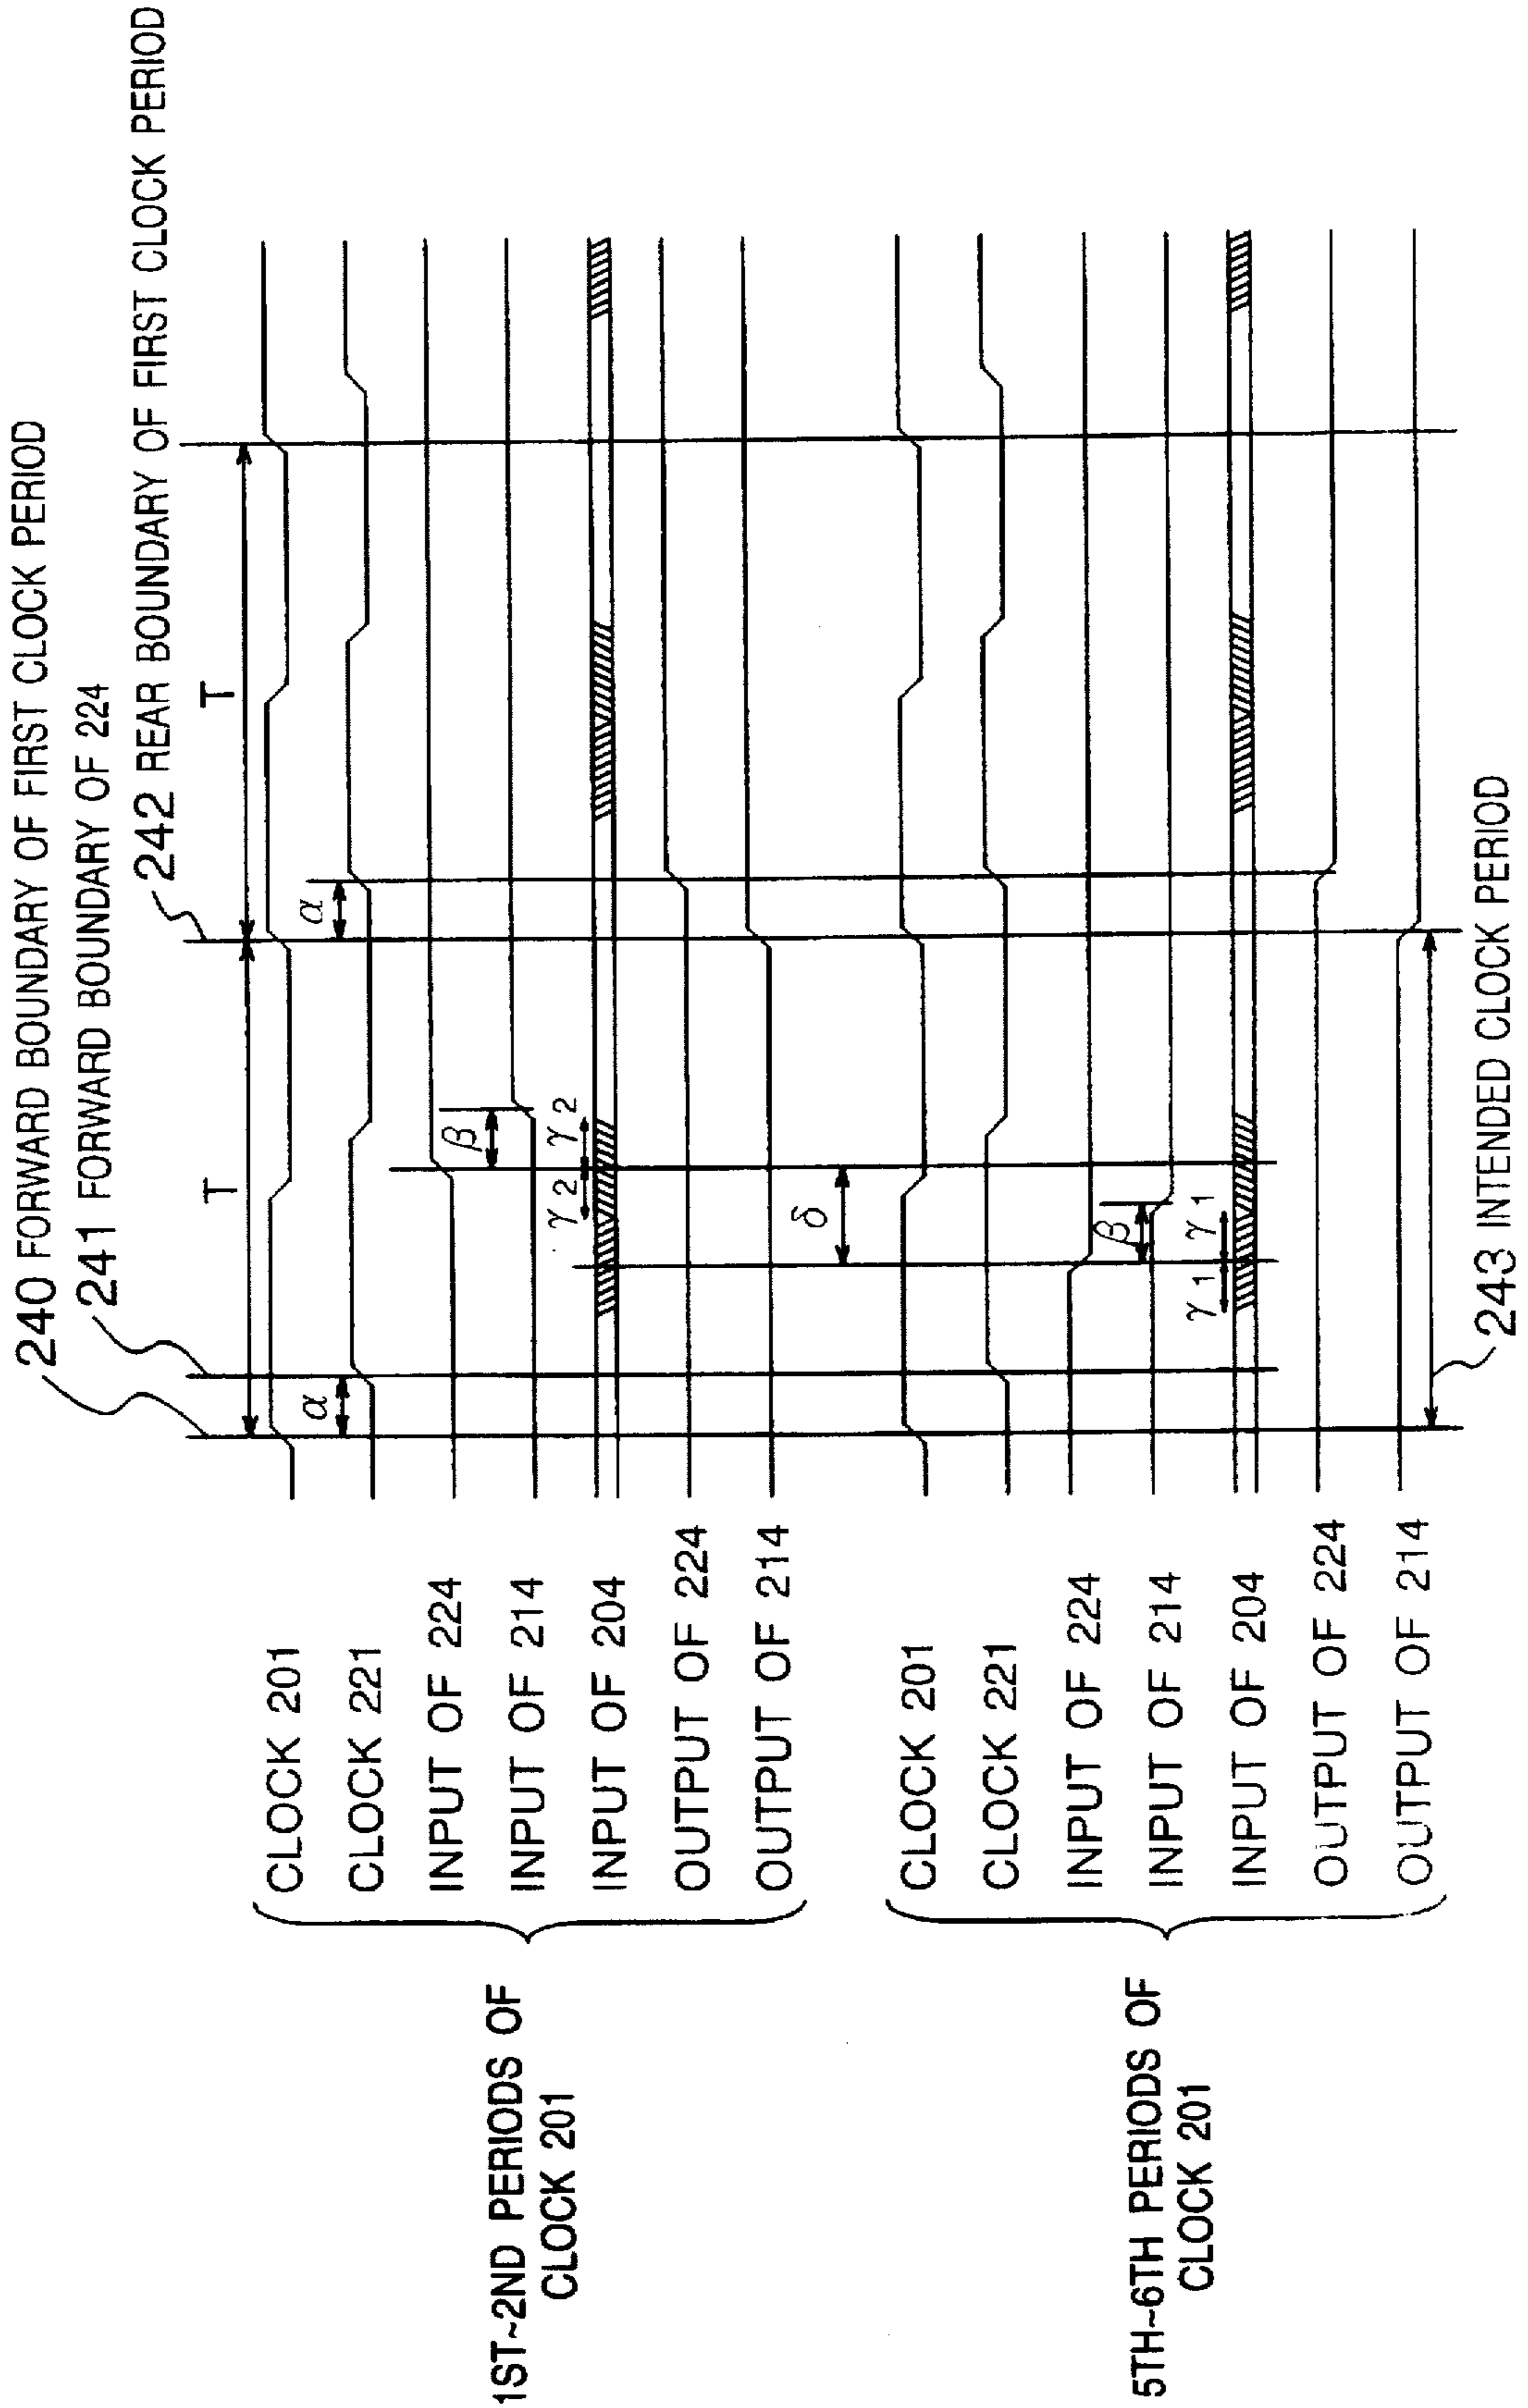 240 FORWARD BOUNDARY OF FIRST CLOCK PERIOD
241 FORWARD BOUNDARY OF 224
242 REAR BOUNDARY OF FIRST CLOCK PERIOD
T
T
1ST~2ND PERIODS OF
CLOCK 201
CLOCK 201
CLOCK 221
α
α
INPUT OF 224
INPUT OF 214
β
INPUT OF 204
γ2
γ2
OUTPUT OF 224
OUTPUT OF 214
δ
5TH~6TH PERIODS OF
CLOCK 201
CLOCK 201
CLOCK 221
INPUT OF 224
INPUT OF 214
β
INPUT OF 204
γ1
γ1
OUTPUT OF 224
OUTPUT OF 214
243 INTENDED CLOCK PERIOD